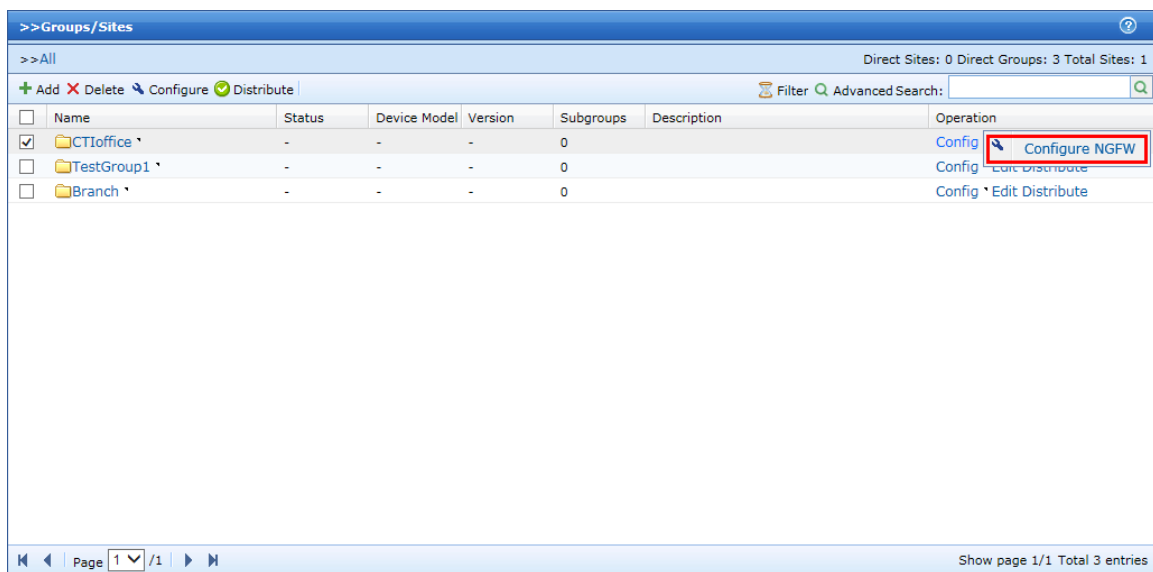 >>Groups/Sites
>>All Direct Sites: 0 Direct Groups: 3 Total Sites: 1
Add Delete Configure Distribute Filter Advanced Search:
Name Status Device Model Version Subgroups Description Operation
CTIoffice - - - 0 Config Configure NGFW
TestGroup1 - - - 0 Config Edit Distribute
Branch - - - 0 Config Edit Distribute
Page 1 /1 Show page 1/1 Total 3 entries